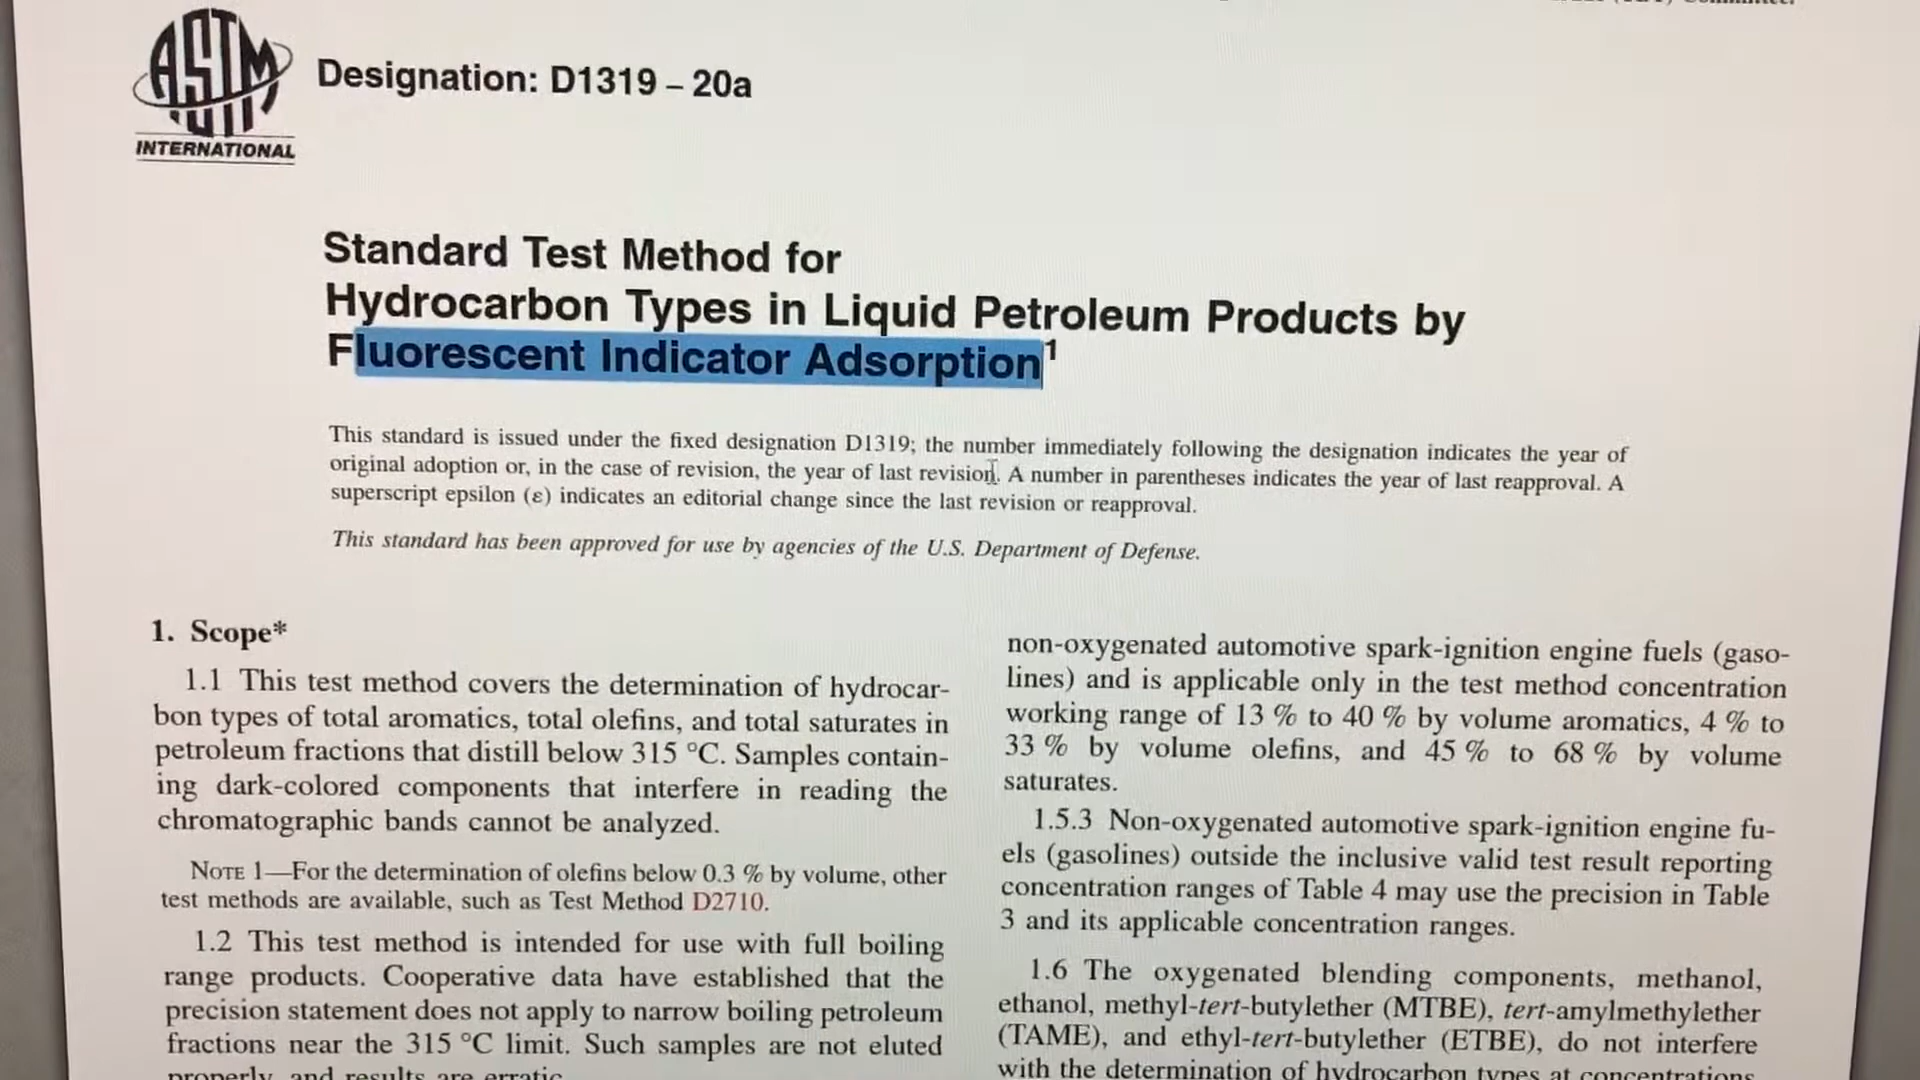 ASTM
INTERNATIONAL
Designation: D1319 – 20a
Standard Test Method for
Hydrocarbon Types in Liquid Petroleum Products by
Fluorescent Indicator Adsorption1
This standard is issued under the fixed designation D1319; the number immediately following the designation indicates the year of
original adoption or, in the case of revision, the year of last revision. A number in parentheses indicates the year of last reapproval. A
superscript epsilon (ε) indicates an editorial change since the last revision or reapproval.
This standard has been approved for use by agencies of the U.S. Department of Defense.
1. Scope*
1.1 This test method covers the determination of hydrocar-
bon types of total aromatics, total olefins, and total saturates in
petroleum fractions that distill below 315 °C. Samples contain-
ing dark-colored components that interfere in reading the
chromatographic bands cannot be analyzed.
NOTE 1—For the determination of olefins below 0.3 % by volume, other
test methods are available, such as Test Method D2710.
1.2 This test method is intended for use with full boiling
range products. Cooperative data have established that the
precision statement does not apply to narrow boiling petroleum
fractions near the 315 °C limit. Such samples are not eluted
properly, and results are erratic.
non-oxygenated automotive spark-ignition engine fuels (gaso-
lines) and is applicable only in the test method concentration
working range of 13 % to 40 % by volume aromatics, 4 % to
33 % by volume olefins, and 45 % to 68 % by volume
saturates.
1.5.3 Non-oxygenated automotive spark-ignition engine fu-
els (gasolines) outside the inclusive valid test result reporting
concentration ranges of Table 4 may use the precision in Table
3 and its applicable concentration ranges.
1.6 The oxygenated blending components, methanol,
ethanol, methyl-tert-butylether (MTBE), tert-amylmethylether
(TAME), and ethyl-tert-butylether (ETBE), do not interfere
with the determination of hydrocarbon types at concentrations